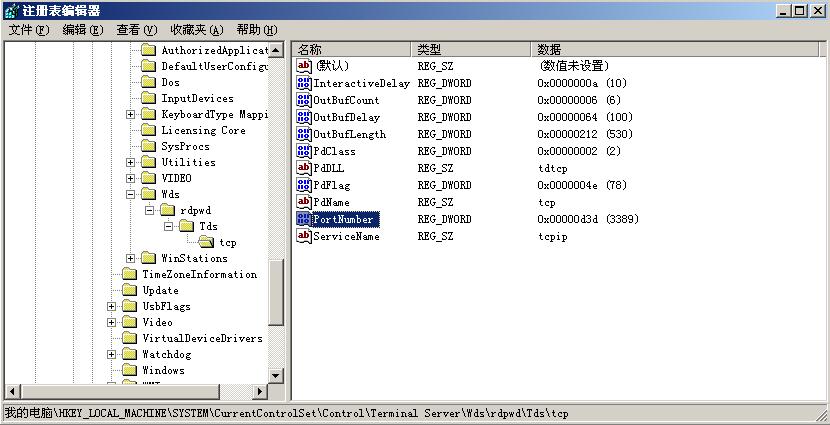 注册表编辑器
文件(F) 编辑(E) 查看(V) 收藏夹(A) 帮助(H)
AuthorizedApplicat
DefaultUserConfigu
Dos
InputDevices
KeyboardType Mappi
Licensing Core
SysProcs
Utilities
VIDEO
Wds
rdpwd
Tds
tcp
WinStations
TimeZoneInformation
Update
UsbFlags
Video
VirtualDeviceDrivers
Watchdog
Windows
名称 类型 数据
ab (默认) REG_SZ (数值未设置)
InteractiveDelay REG_DWORD 0x0000000a (10)
OutBufCount REG_DWORD 0x00000006 (6)
OutBufDelay REG_DWORD 0x00000064 (100)
OutBufLength REG_DWORD 0x00000212 (530)
PdClass REG_DWORD 0x00000002 (2)
ab PdDLL REG_SZ tdtcp
PdFlag REG_DWORD 0x0000004e (78)
ab PdName REG_SZ tcp
PortNumber REG_DWORD 0x00000d3d (3389)
ab ServiceName REG_SZ tcpip
我的电脑\HKEY_LOCAL_MACHINE\SYSTEM\CurrentControlSet\Control\Terminal Server\Wds\rdpwd\Tds\tcp